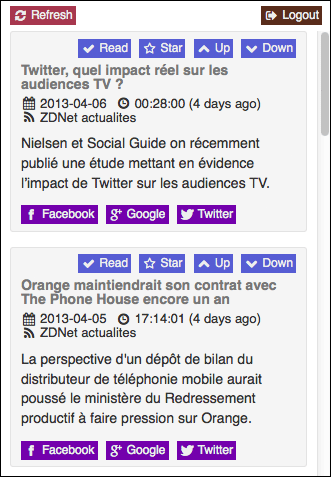 Refresh Logout
Read Star Up Down
Twitter, quel impact réel sur les
audiences TV ?
2013-04-06 00:28:00 (4 days ago)
ZDNet actualites
Nielsen et Social Guide on récemment
publié une étude mettant en évidence
l'impact de Twitter sur les audiences TV.
Facebook Google Twitter
Read Star Up Down
Orange maintiendrait son contrat avec
The Phone House encore un an
2013-04-05 17:14:01 (4 days ago)
ZDNet actualites
La perspective d'un dépôt de bilan du
distributeur de téléphonie mobile aurait
poussé le ministère du Redressement
productif à faire pression sur Orange.
Facebook Google Twitter